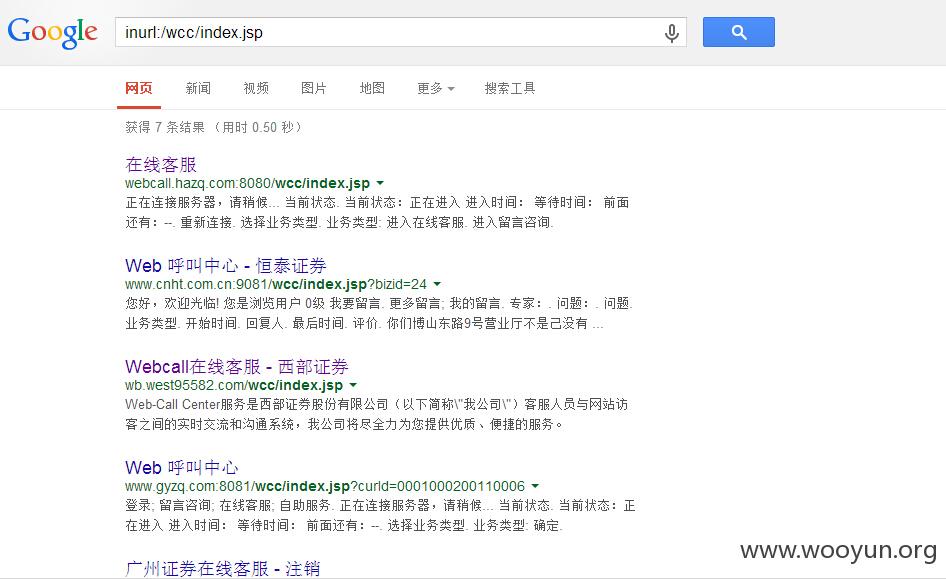 Google
inurl:/wcc/index.jsp
网页 新闻 视频 图片 地图 更多 搜索工具
获得 7 条结果 （用时 0.50 秒）
在线客服
webcall.hazq.com:8080/wcc/index.jsp
正在连接服务器，请稍候... 当前状态. 当前状态：正在进入 进入时间： 等待时间： 前面
还有：--. 重新连接. 选择业务类型. 业务类型: 进入在线客服. 进入留言咨询.
Web 呼叫中心 - 恒泰证券
www.cnht.com.cn:9081/wcc/index.jsp?bizid=24
您好，欢迎光临! 您是浏览用户 0级 我要留言. 更多留言; 我的留言. 专家：. 问题：. 问题.
业务类型. 开始时间. 回复人. 最后时间. 评价. 你们博山东路9号营业厅不是己没有 ...
Webcall在线客服 - 西部证券
wb.west95582.com/wcc/index.jsp
Web-Call Center服务是西部证券股份有限公司（以下简称\"我公司\"）客服人员与网站访
客之间的实时交流和沟通系统，我公司将尽全力为您提供优质、便捷的服务。
Web 呼叫中心
www.gyzq.com:8081/wcc/index.jsp?curId=0001000200110006
登录; 留言咨询; 在线客服; 自助服务. 正在连接服务器，请稍候... 当前状态. 当前状态：正
在进入 进入时间： 等待时间： 前面还有：--. 选择业务类型. 业务类型: 确定.
广州证券在线客服 - 注销
www.wooyun.org